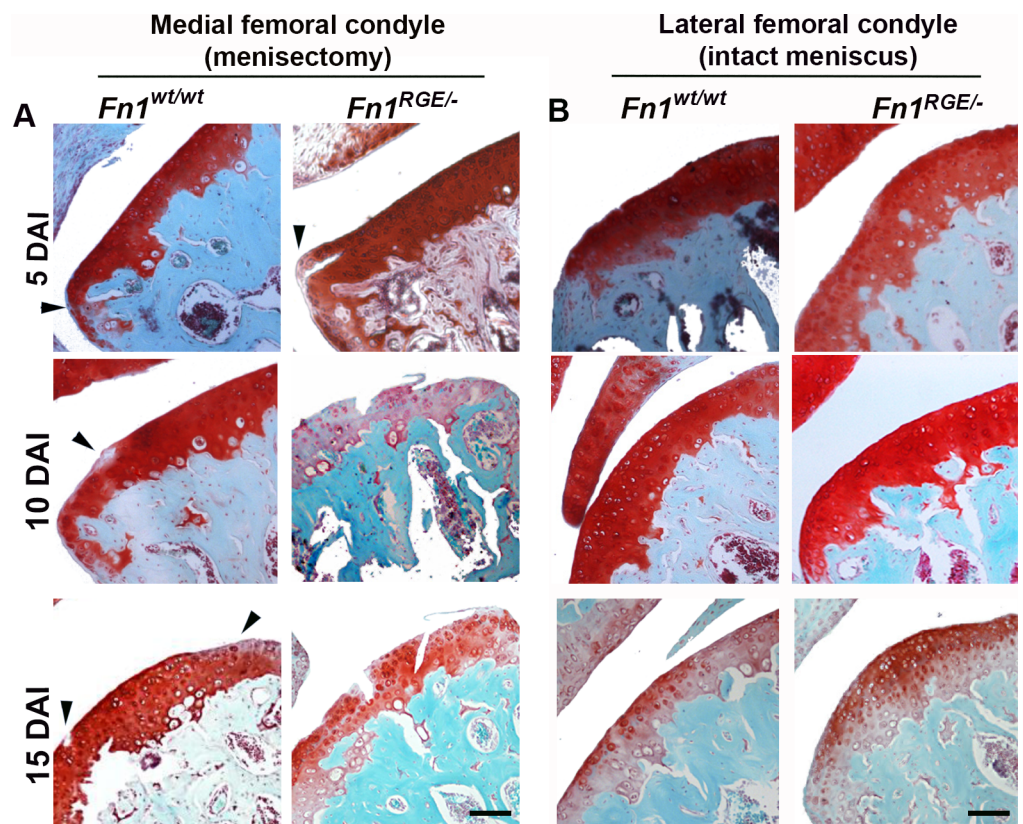 Medial femoral condyle
(menisectomy)
Lateral femoral condyle
(intact meniscus)
A
Fn1wt/wt
Fn1RGE/-
B
Fn1wt/wt
Fn1RGE/-
5 DAI
10 DAI
15 DAI